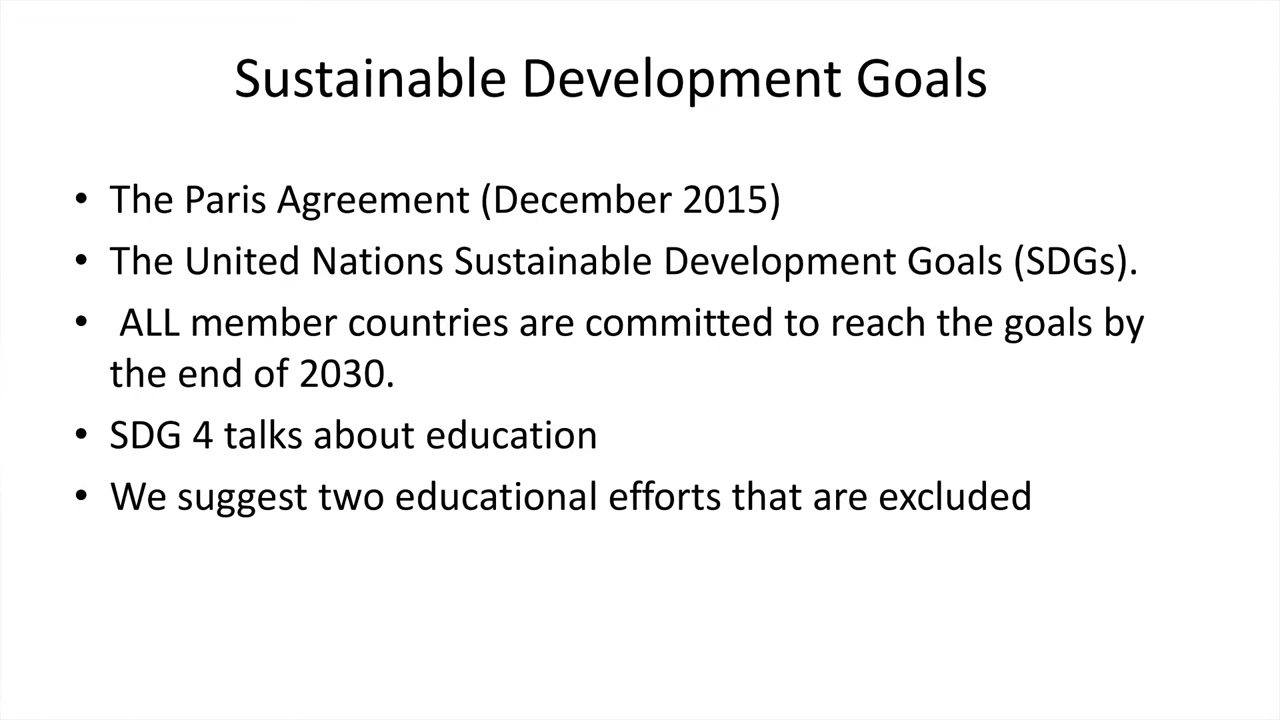 Sustainable Development Goals
• The Paris Agreement (December 2015)
• The United Nations Sustainable Development Goals (SDGs).
• ALL member countries are committed to reach the goals by
the end of 2030.
• SDG 4 talks about education
• We suggest two educational efforts that are excluded